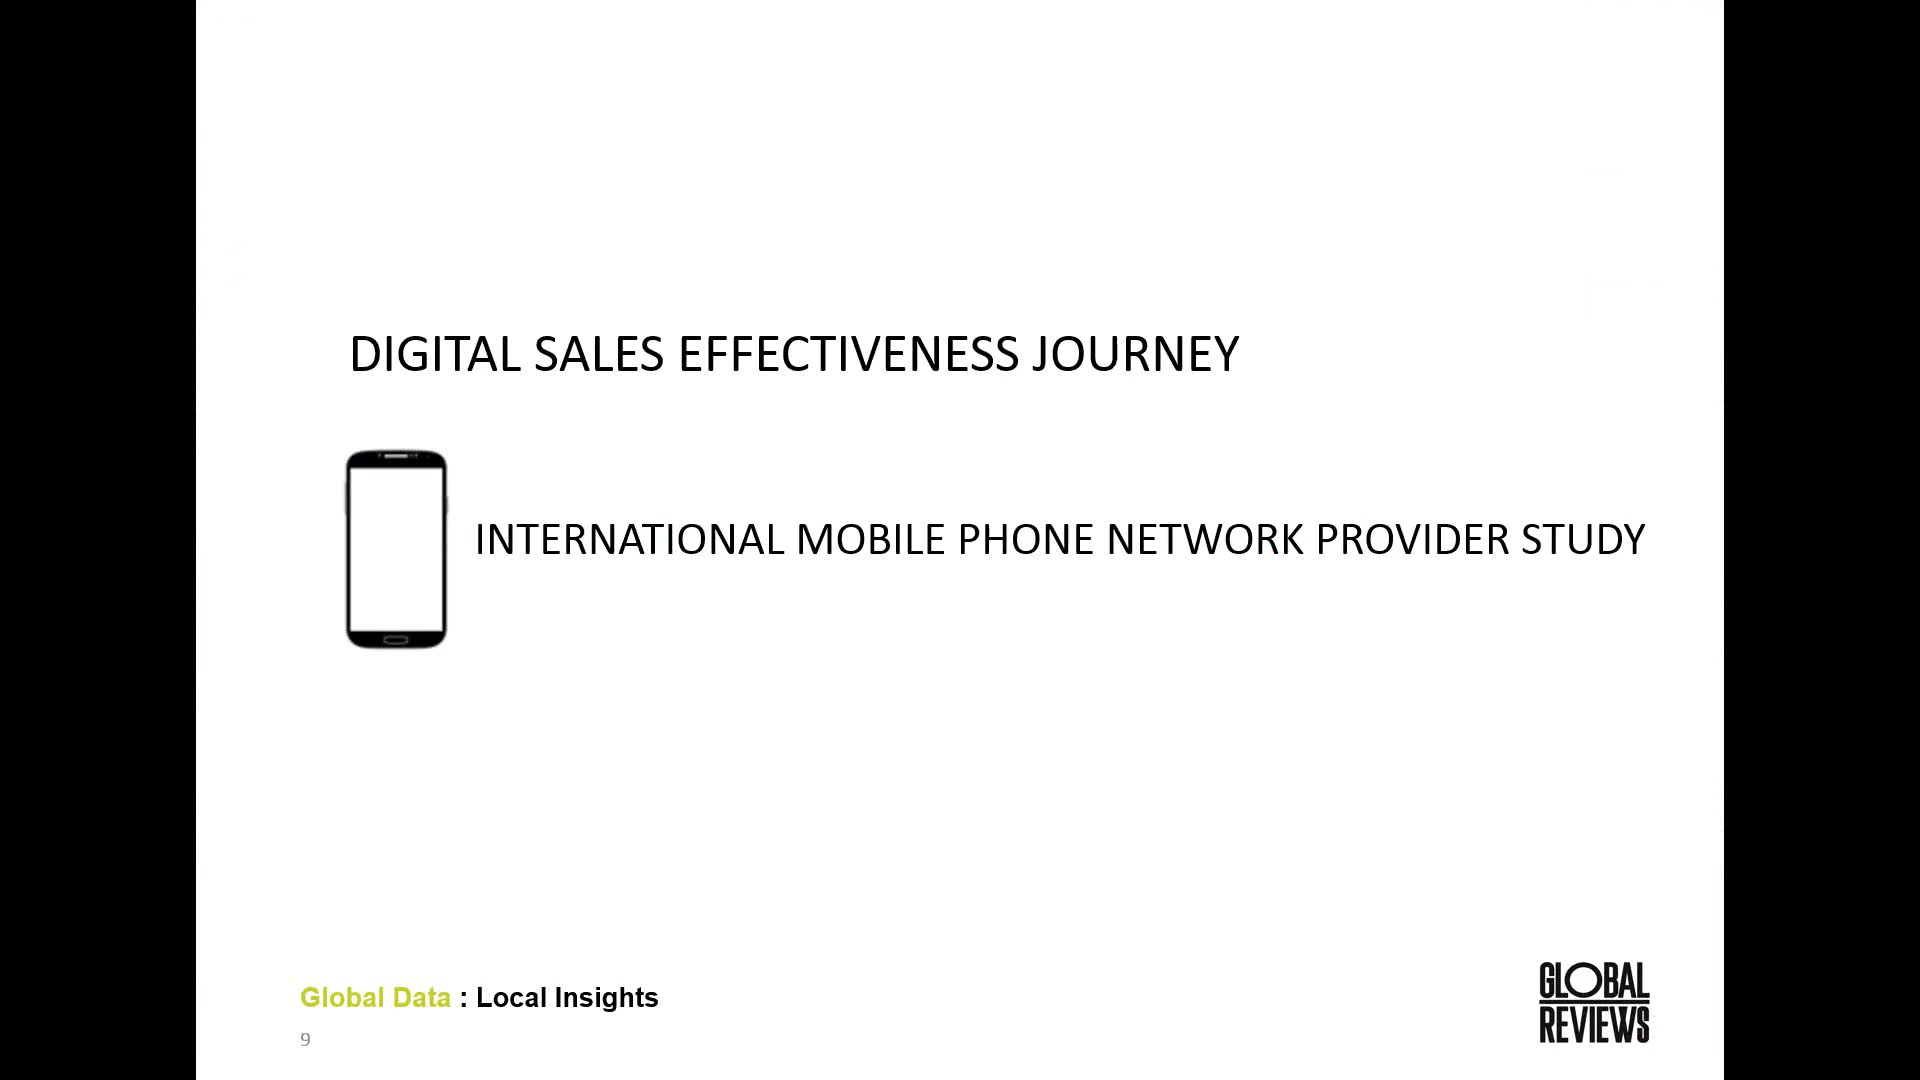 DIGITAL SALES EFFECTIVENESS JOURNEY
INTERNATIONAL MOBILE PHONE NETWORK PROVIDER STUDY
Global Data : Local Insights
9
GLOBAL
REVIEWS